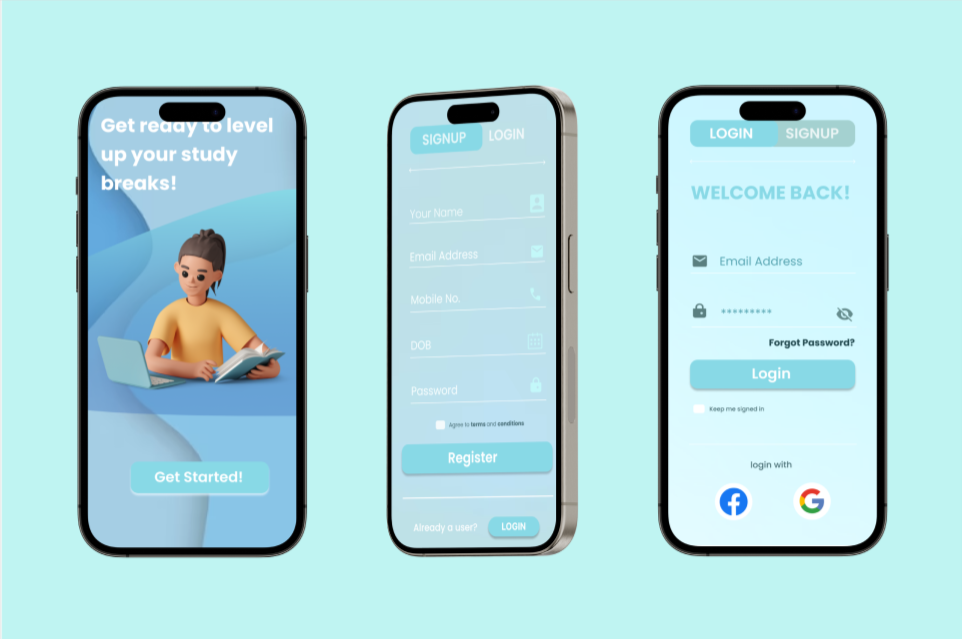 Get ready to level
up your study
breaks!
Get Started!
SIGNUP LOGIN
Your Name
Email Address
Mobile No.
DOB
Password
Agree to terms and conditions
Register
Already a user? LOGIN
LOGIN SIGNUP
WELCOME BACK!
Email Address
*********
Forgot Password?
Login
Keep me signed in
login with